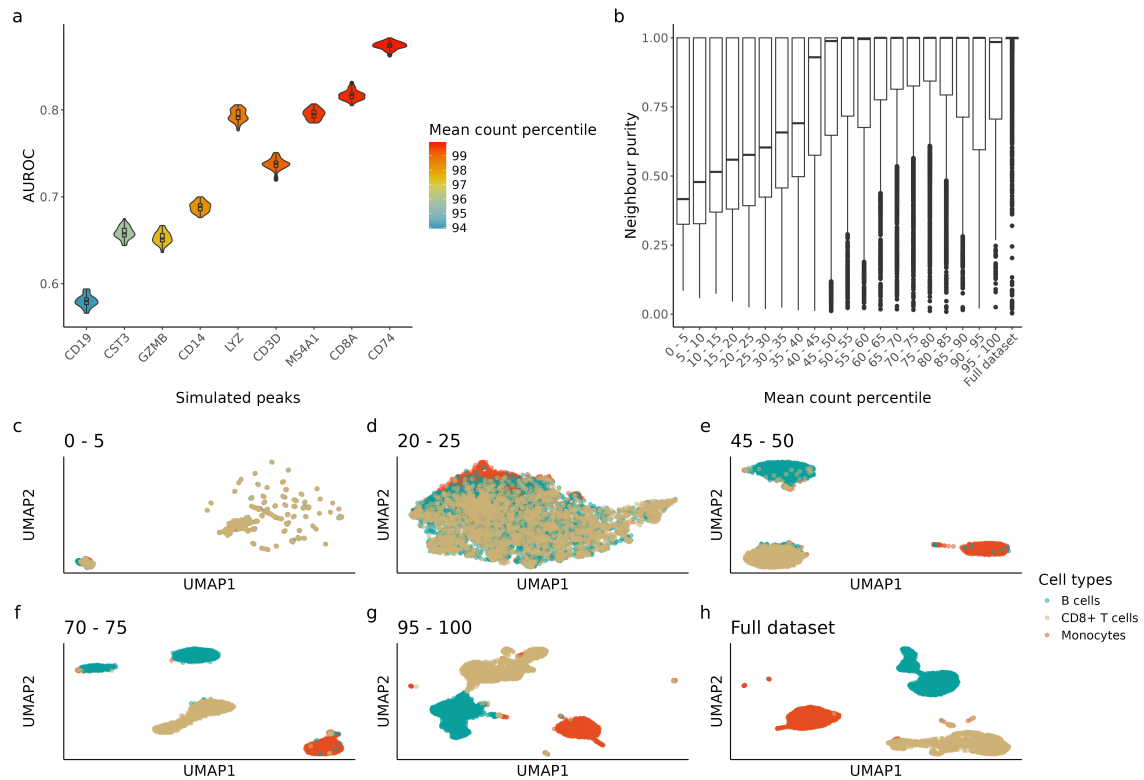 a
AUROC
0.8
0.7
0.6
CD19
CST3
GZMB
CD14
LYZ
CD3D
MS4A1
CD8A
CD74
Simulated peaks
Mean count percentile
99
98
97
96
95
94
b
Neighbour purity
1.00
0.75
0.50
0.25
0.00
0 - 5
5 - 10
10 - 15
15 - 20
20 - 25
25 - 30
30 - 35
35 - 40
40 - 45
45 - 50
50 - 55
55 - 60
60 - 65
65 - 70
70 - 75
75 - 80
80 - 85
85 - 90
90 - 95
95 - 100
Full dataset
Mean count percentile
c
0 - 5
UMAP2
UMAP1
d
20 - 25
UMAP2
UMAP1
e
45 - 50
UMAP2
UMAP1
f
70 - 75
UMAP2
UMAP1
g
95 - 100
UMAP2
UMAP1
h
Full dataset
UMAP2
UMAP1
Cell types
B cells
CD8+ T cells
Monocytes